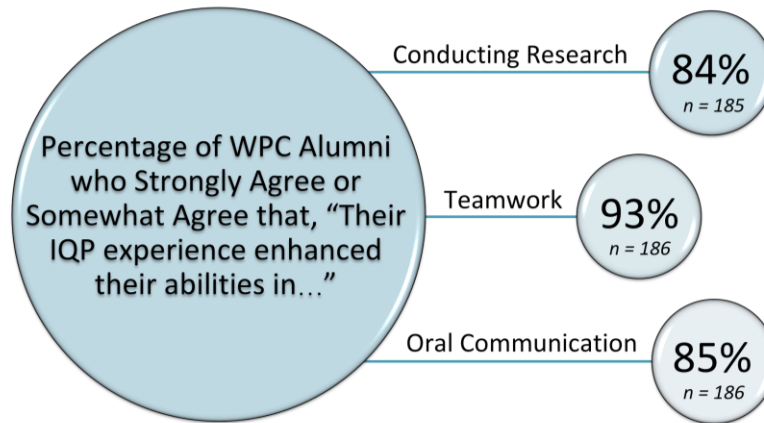 Percentage of WPC Alumni
who Strongly Agree or
Somewhat Agree that, “Their
IQP experience enhanced
their abilities in…”
Conducting Research
84%
n = 185
Teamwork
93%
n = 186
Oral Communication
85%
n = 186